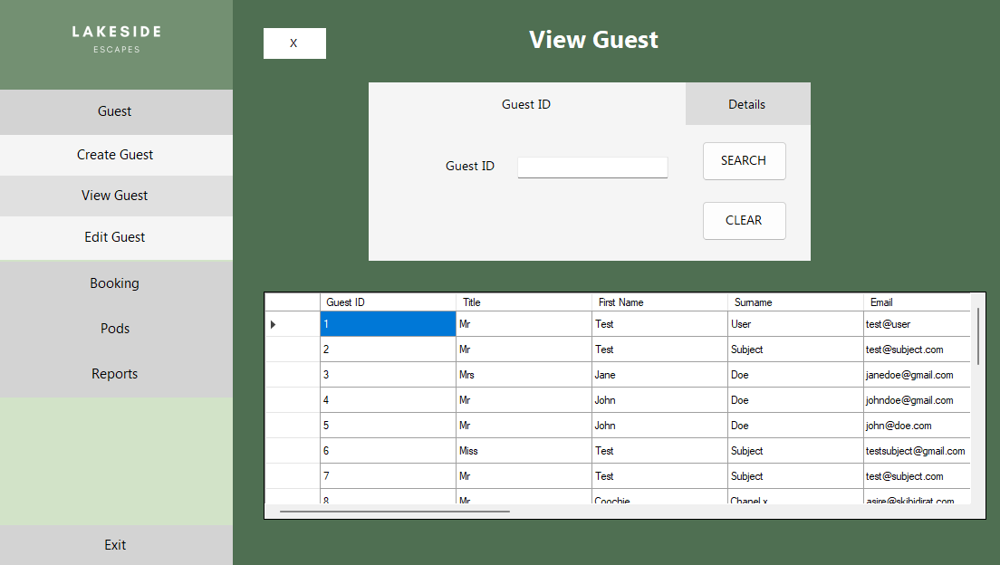 LAKESIDE
ESCAPES
Guest
Create Guest
View Guest
Edit Guest
Booking
Pods
Reports
Exit
X
View Guest
Guest ID
Details
Guest ID
SEARCH
CLEAR
Guest ID Title First Name Surname Email
1 Mr Test User test@user
2 Mr Test Subject test@subject.com
3 Mrs Jane Doe janedoe@gmail.com
4 Mr John Doe johndoe@gmail.com
5 Mr John Doe john@doe.com
6 Miss Test Subject testsubject@gmail.com
7 Mr Test Subject test@subject.com
8 Mr Coochie Chanel x asire@skibidirat.com